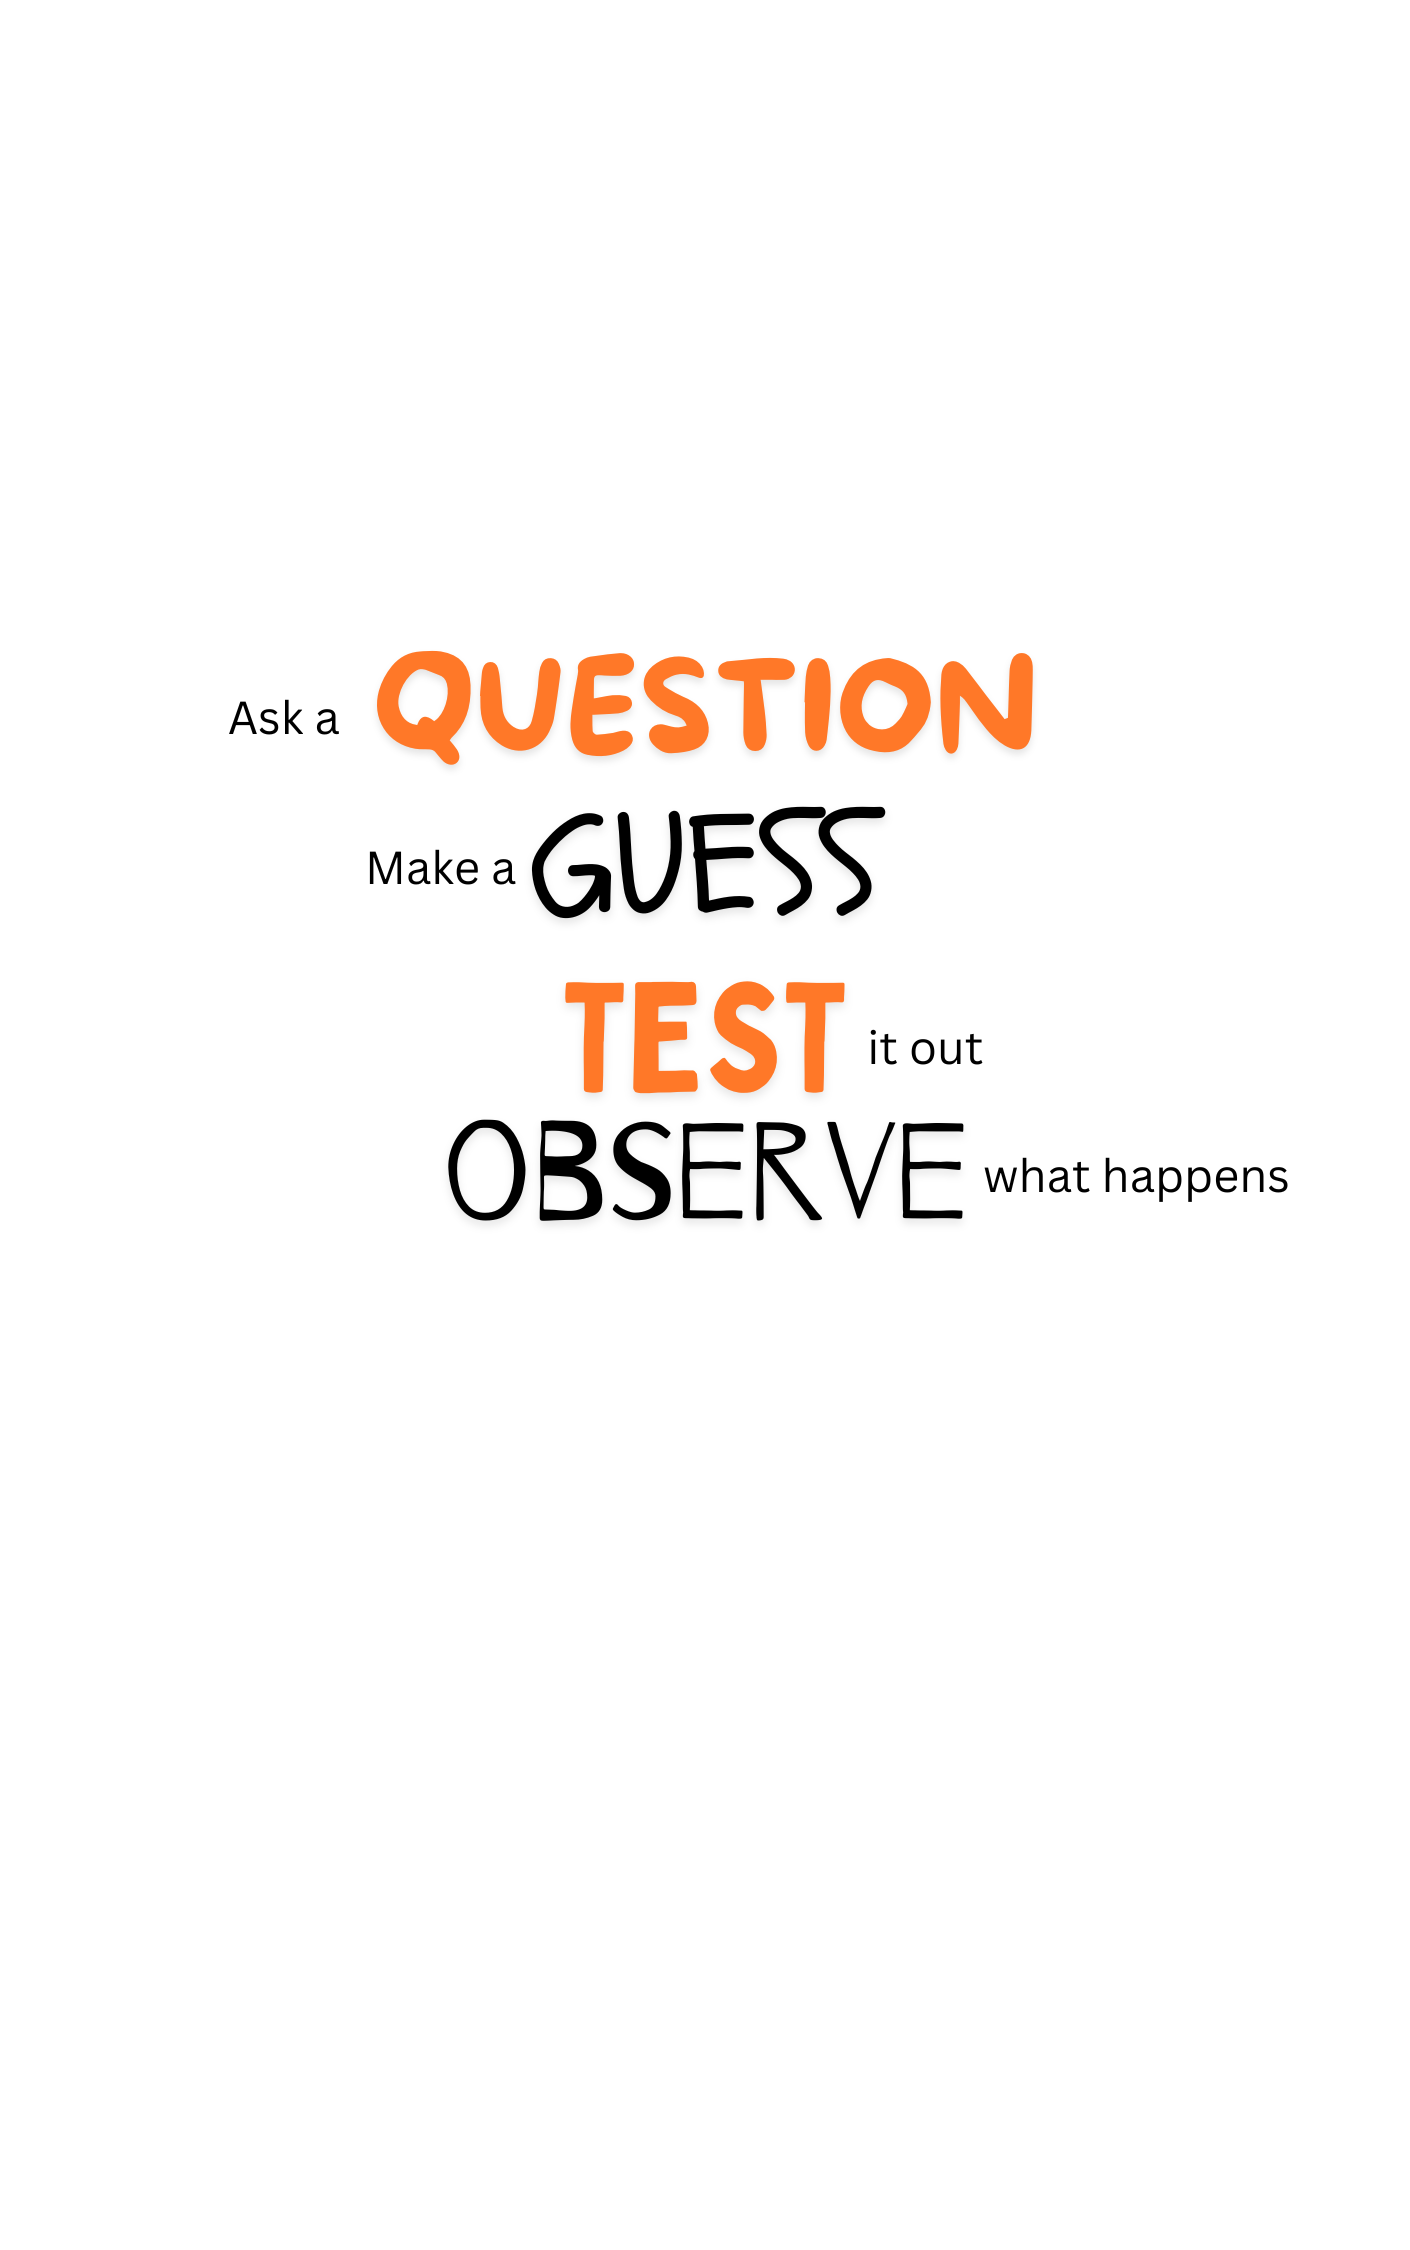 Ask a QUESTION
Make a GUESS
TEST it out
OBSERVE what happens